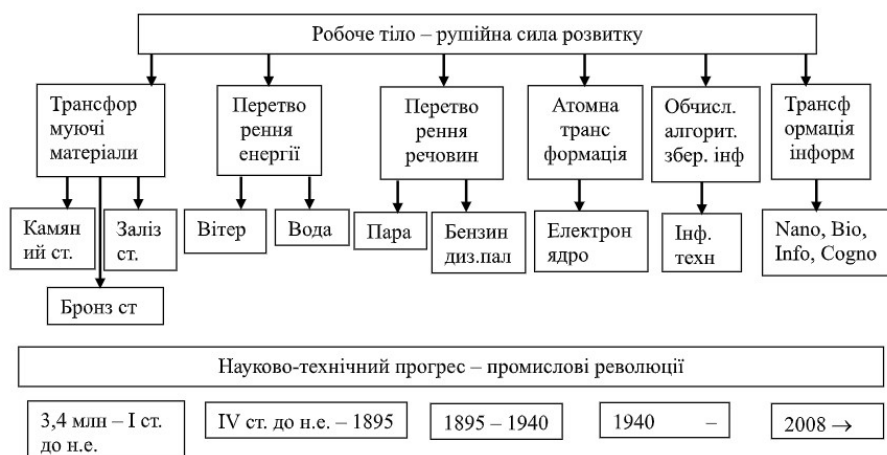 Робоче тіло – рушійна сила розвитку
Трансфор
муючі
матеріали
Перетво
рення
енергії
Перетво
рення
речовин
Атомна
транс
формація
Обчисл.
алгорит.
збер. інф
Трансф
ормація
інформ
Камян
ий ст.
Заліз
ст.
Вітер
Вода
Пара
Бензин
диз.пал
Електрон
ядро
Інф.
техн
Nano, Bio,
Info, Cogno
Бронз ст
Науково-технічний прогрес – промислові революції
3,4 млн – I ст.
до н.е.
IV ст. до н.е. – 1895
1895 – 1940
1940 –
2008 →